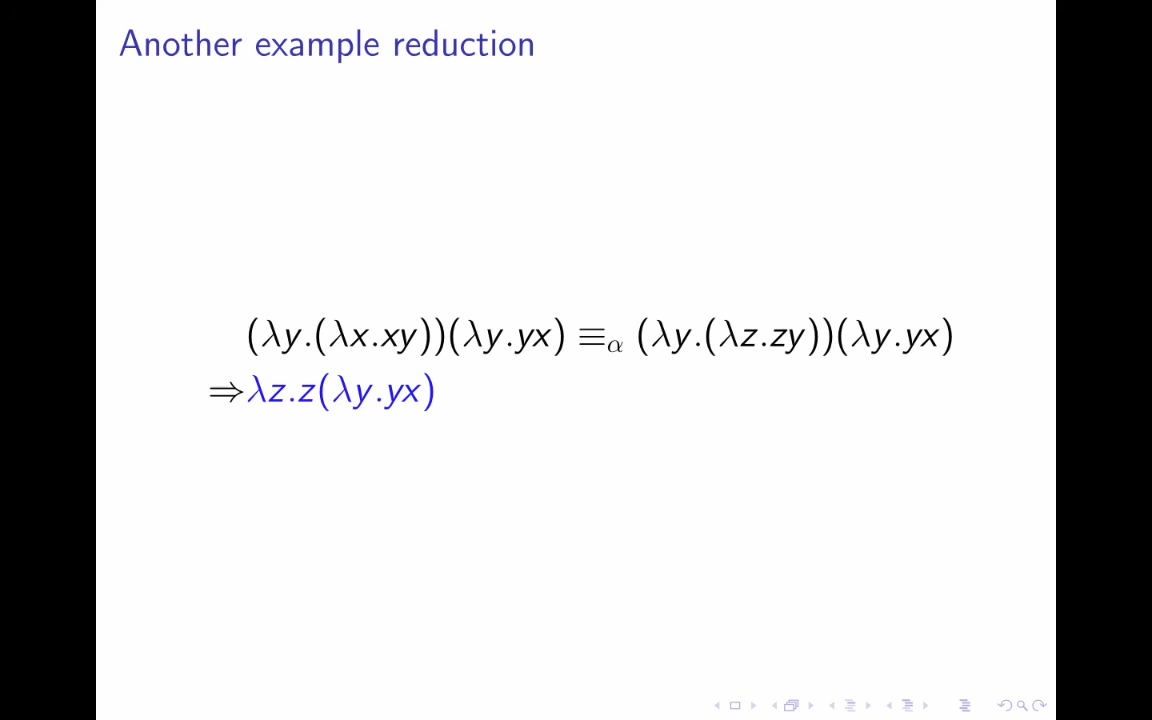 Another example reduction
(λy.(λx.xy))(λy.yx) ≡α (λy.(λz.zy))(λy.yx)
⇒λz.z(λy.yx)